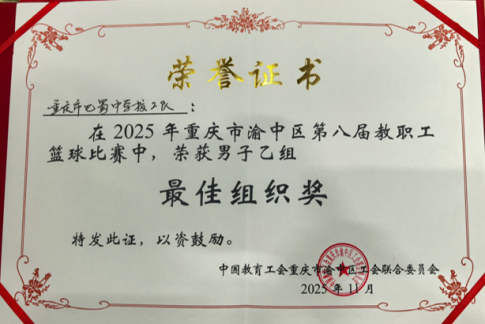 荣誉证书
重庆市巴蜀中学校工队:
在2025年重庆市渝中区第八届教职工
篮球比赛中,荣获男子乙组
最佳组织奖
特发此证,以资鼓励。
中国教育工会重庆市渝中区工会联合委员会
2025年11月